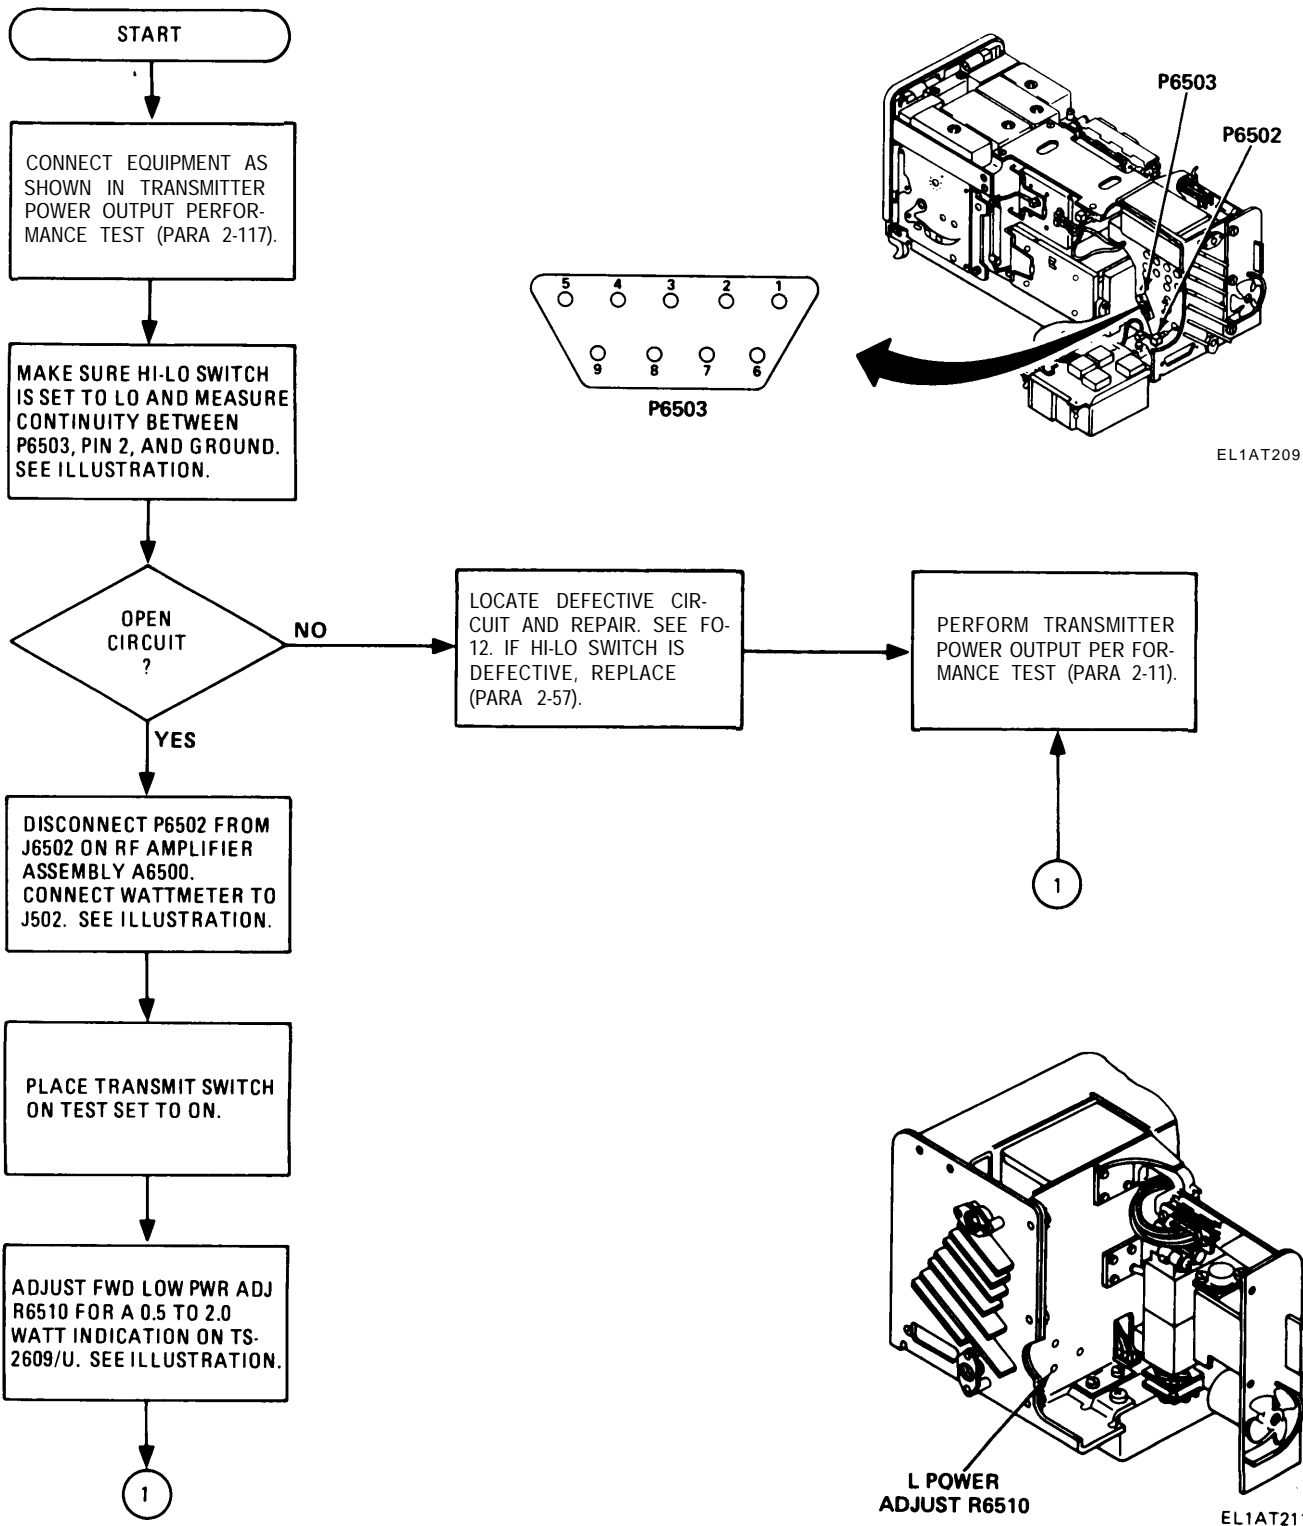 START
CONNECT EQUIPMENT AS
SHOWN IN TRANSMITTER
POWER OUTPUT PERFOR-
MANCE TEST (PARA 2-117).
MAKE SURE HI-LO SWITCH
IS SET TO LO AND MEASURE
CONTINUITY BETWEEN
P6503, PIN 2, AND GROUND.
SEE ILLUSTRATION.
OPEN
CIRCUIT
?
NO
YES
LOCATE DEFECTIVE CIR-
CUIT AND REPAIR. SEE FO-
12. IF HI-LO SWITCH IS
DEFECTIVE, REPLACE
(PARA 2-57).
PERFORM TRANSMITTER
POWER OUTPUT PER FOR-
MANCE TEST (PARA 2-11).
1
DISCONNECT P6502 FROM
J6502 ON RF AMPLIFIER
ASSEMBLY A6500.
CONNECT WATTMETER TO
J502. SEE ILLUSTRATION.
PLACE TRANSMIT SWITCH
ON TEST SET TO ON.
ADJUST FWD LOW PWR ADJ
R6510 FOR A 0.5 TO 2.0
WATT INDICATION ON TS-
2609/U. SEE ILLUSTRATION.
1
P6503
P6502
5 4 3 2 1
9 8 7 6
P6503
EL1AT209
L POWER
ADJUST R6510
EL1AT211